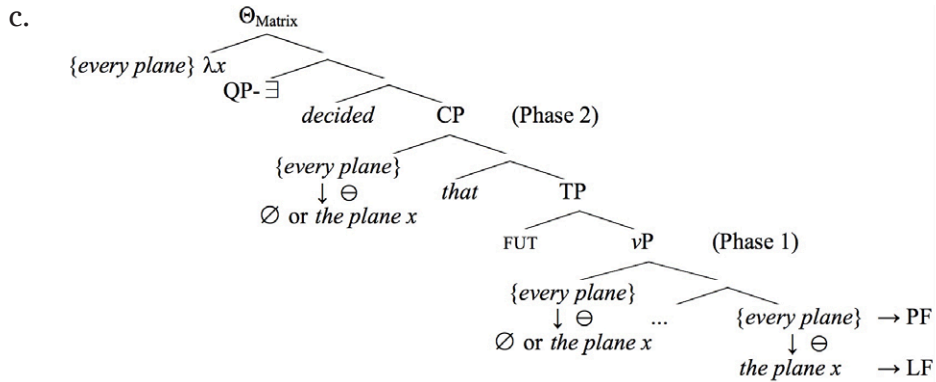 c.
Θ_Matrix
{every plane} λx
QP-∃
decided CP (Phase 2)
{every plane}
↓ ⊖ that TP
∅ or the plane x
FUT vP (Phase 1)
{every plane}
↓ ⊖ ... {every plane} → PF
∅ or the plane x ↓ ⊖
the plane x → LF